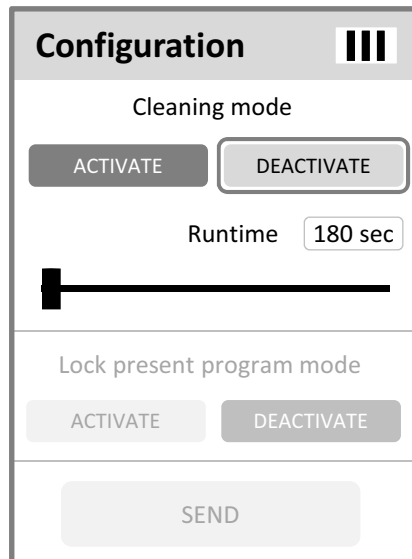 Configuration
Cleaning mode
ACTIVATE DEACTIVATE
Runtime 180 sec
Lock present program mode
ACTIVATE DEACTIVATE
SEND